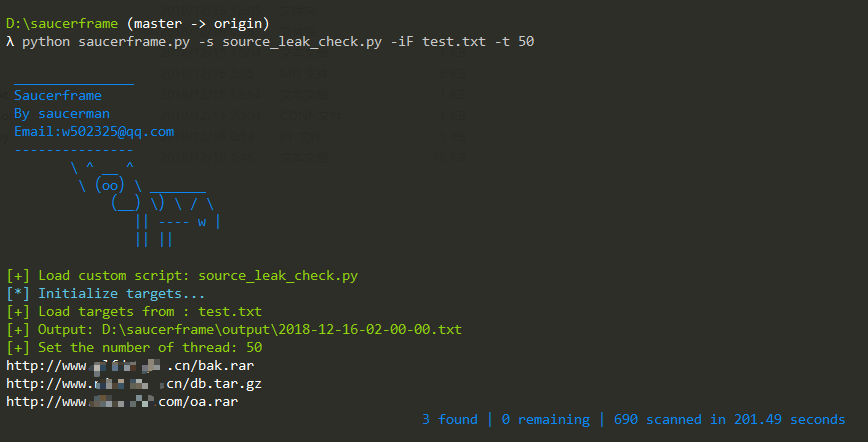 D:\saucerframe (master -> origin)
λ python saucerframe.py -s source_leak_check.py -iF test.txt -t 50
_______________
Saucerframe
By saucerman
Email:w502325@qq.com
---------------
\ ^ __ ^
\ (oo) \ _______
(__) \) \ / \
|| ---- w |
|| ||
[+] Load custom script: source_leak_check.py
[*] Initialize targets...
[+] Load targets from : test.txt
[+] Output: D:\saucerframe\output\2018-12-16-02-00-00.txt
[+] Set the number of thread: 50
http://www. .cn/bak.rar
http://www. .cn/db.tar.gz
http://www. .com/oa.rar
3 found | 0 remaining | 690 scanned in 201.49 seconds